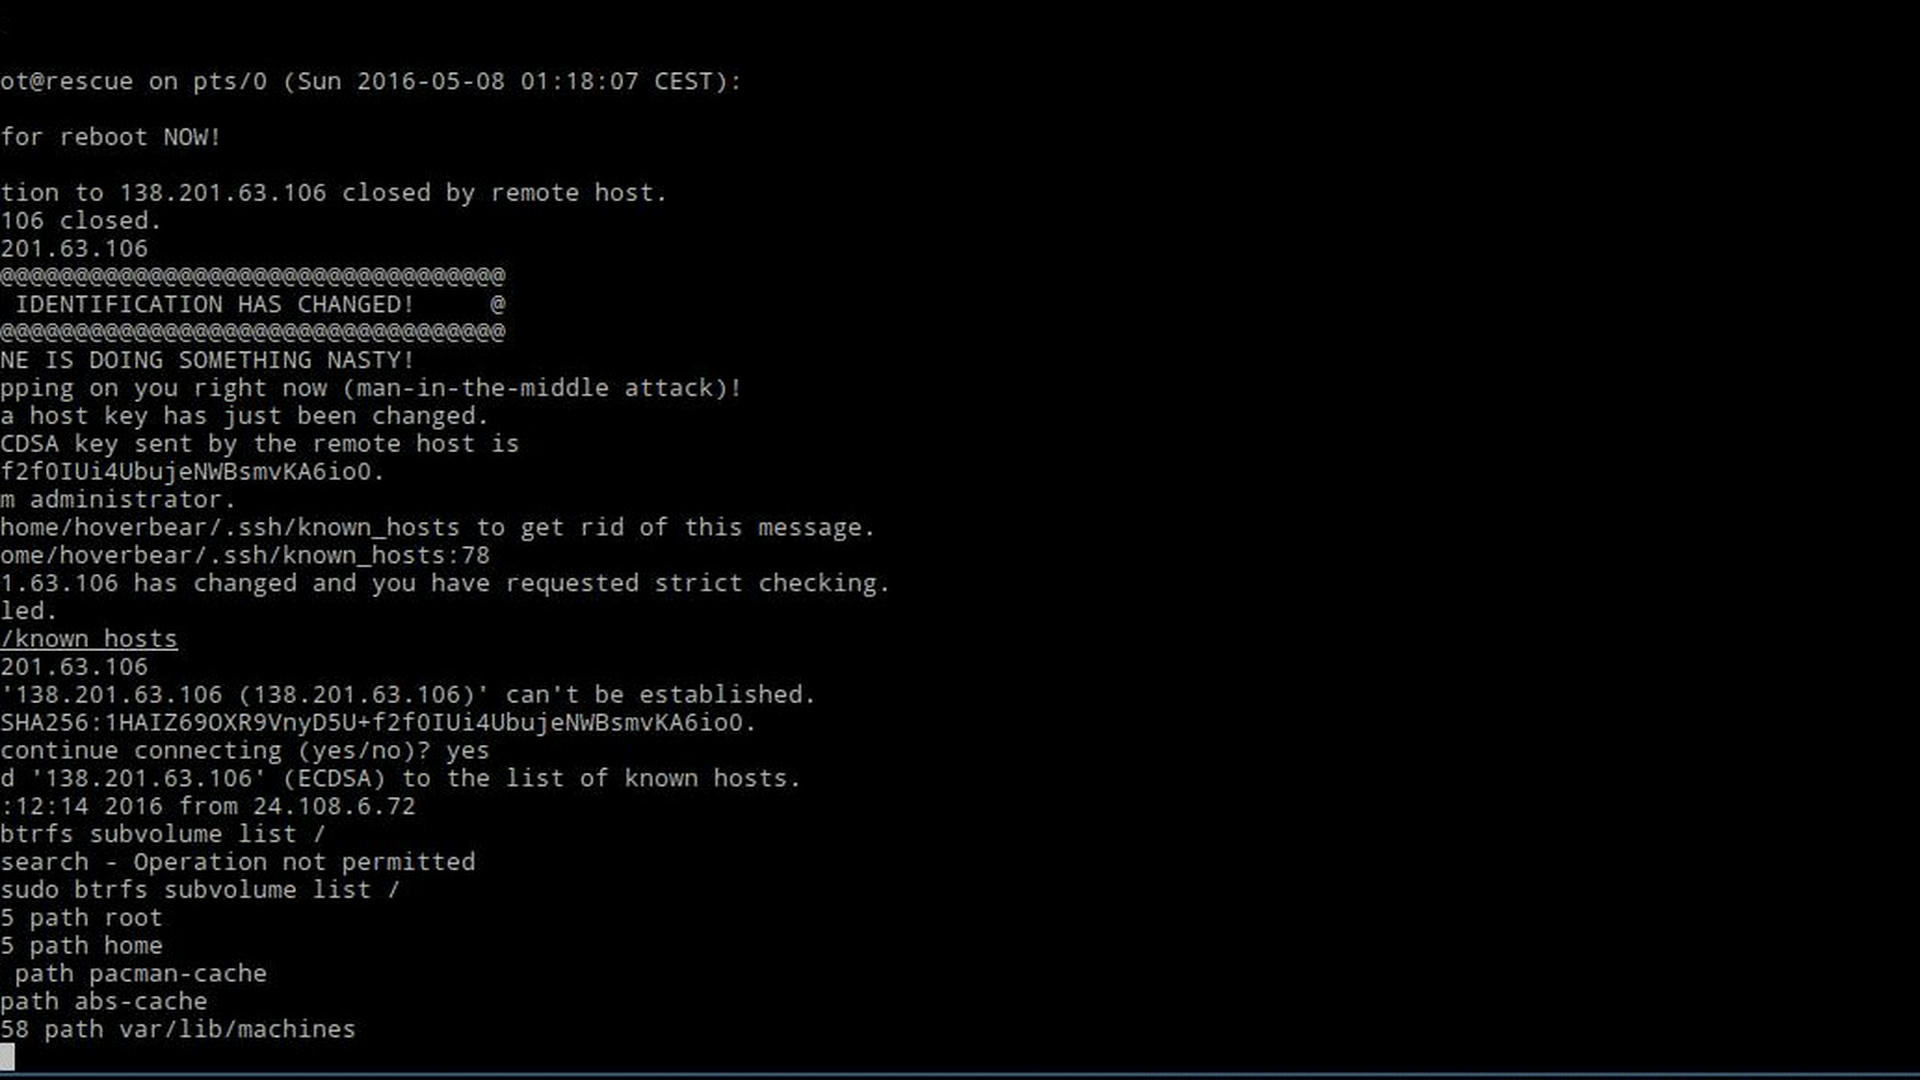 ot@rescue on pts/0 (Sun 2016-05-08 01:18:07 CEST):
for reboot NOW!
tion to 138.201.63.106 closed by remote host.
106 closed.
201.63.106
@@@@@@@@@@@@@@@@@@@@@@@@@@@@@@@@@@
IDENTIFICATION HAS CHANGED!     @
@@@@@@@@@@@@@@@@@@@@@@@@@@@@@@@@@@
NE IS DOING SOMETHING NASTY!
pping on you right now (man-in-the-middle attack)!
a host key has just been changed.
CDSA key sent by the remote host is
f2f0IUi4UbujeNWBsmvKA6io0.
m administrator.
home/hoverbear/.ssh/known_hosts to get rid of this message.
ome/hoverbear/.ssh/known_hosts:78
1.63.106 has changed and you have requested strict checking.
led.
/known_hosts
201.63.106
'138.201.63.106 (138.201.63.106)' can't be established.
SHA256:1HAIZ69OXR9VnyD5U+f2f0IUi4UbujeNWBsmvKA6io0.
continue connecting (yes/no)? yes
d '138.201.63.106' (ECDSA) to the list of known hosts.
:12:14 2016 from 24.108.6.72
btrfs subvolume list /
search - Operation not permitted
sudo btrfs subvolume list /
5 path root
5 path home
path pacman-cache
path abs-cache
58 path var/lib/machines